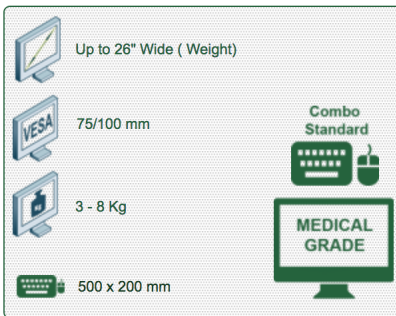 Up to 26" Wide ( Weight)
VESA
75/100 mm
Combo
Standard
3 - 8 Kg
MEDICAL
GRADE
500 x 200 mm